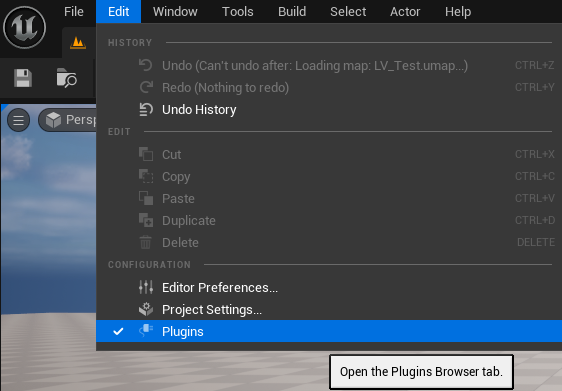 File Edit Window Tools Build Select Actor Help
HISTORY
Undo (Can't undo after: Loading map: LV_Test.umap...) CTRL+Z
Redo (Nothing to redo) CTRL+Y
Undo History
Persp
EDIT
Cut CTRL+X
Copy CTRL+C
Paste CTRL+V
Duplicate CTRL+D
Delete DELETE
CONFIGURATION
Editor Preferences...
Project Settings...
Plugins
Open the Plugins Browser tab.